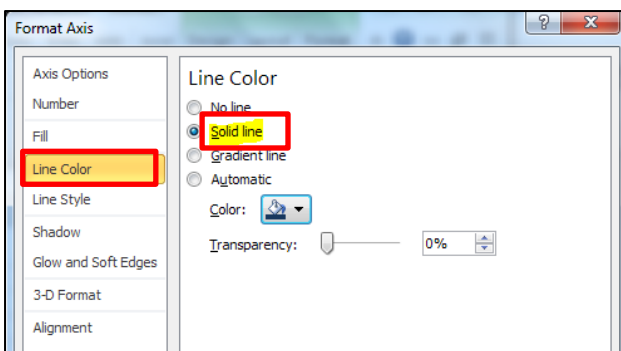 Format Axis
Axis Options
Number
Fill
Line Color
Line Style
Shadow
Glow and Soft Edges
3-D Format
Alignment
Line Color
No line
Solid line
Gradient line
Automatic
Color:
Transparency:
0%